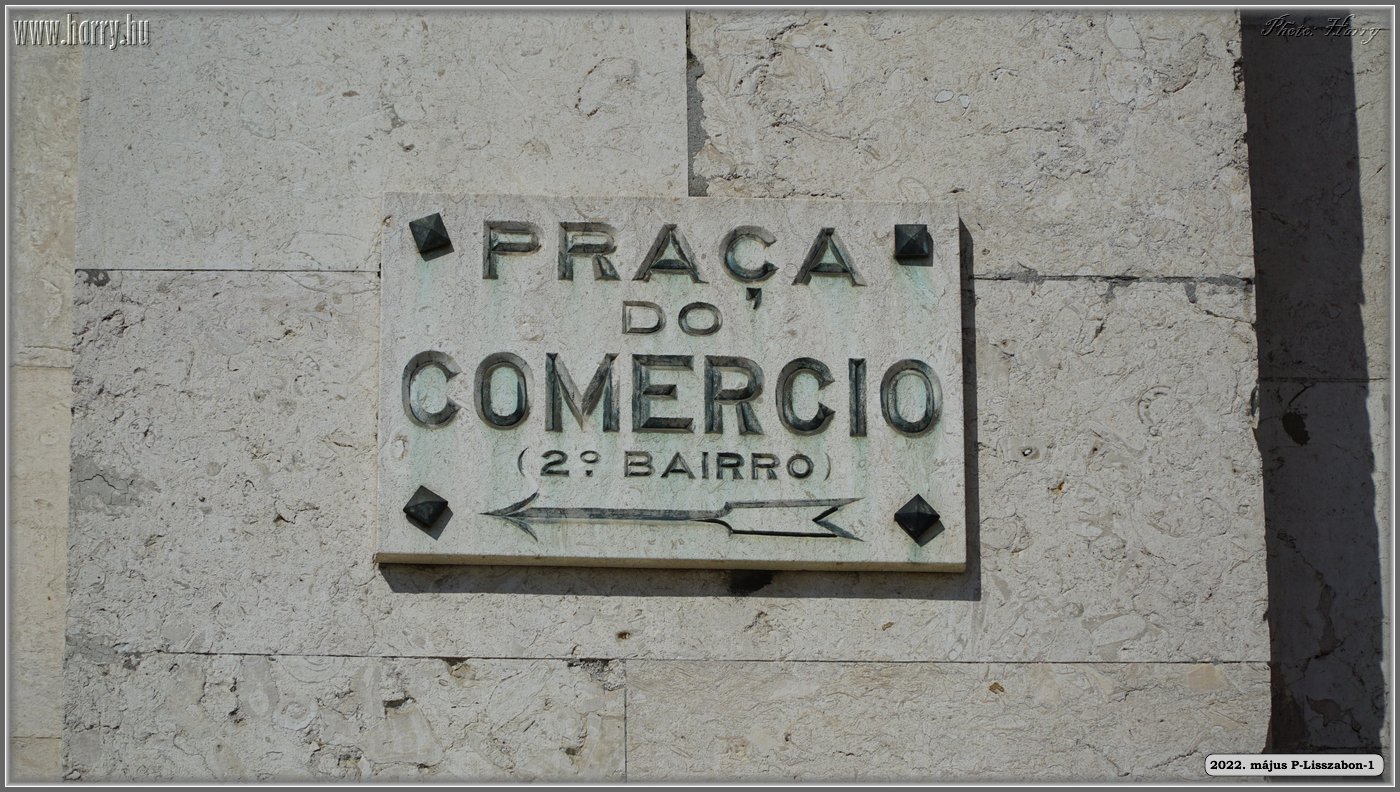 www.harry.hu
Photo: Harry
PRAÇA
DO
COMERCIO
(2º BAIRRO)
2022. május P-Lisszabon-1